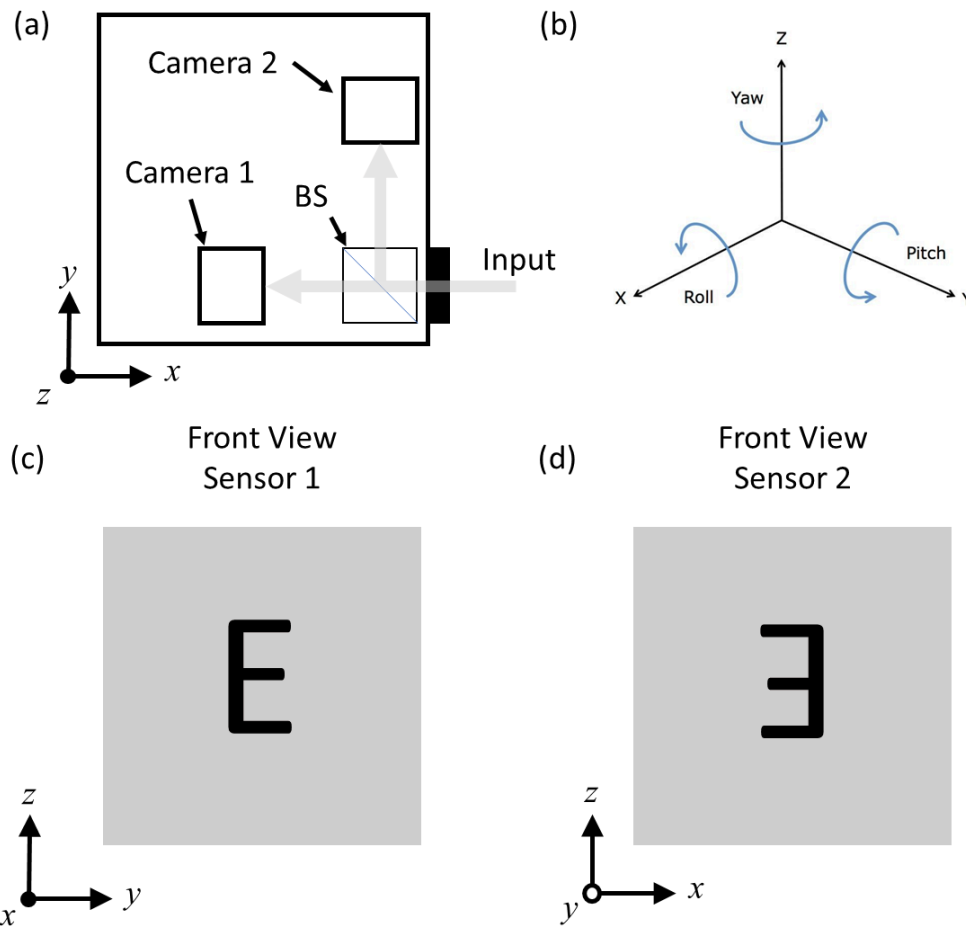 (a)
Camera 2
Camera 1
BS
Input
y
x
z
(b)
Z
Yaw
Pitch
X
Roll
Y
(c)
Front View
Sensor 1
E
z
y
x
(d)
Front View
Sensor 2
Ǝ
z
x
y